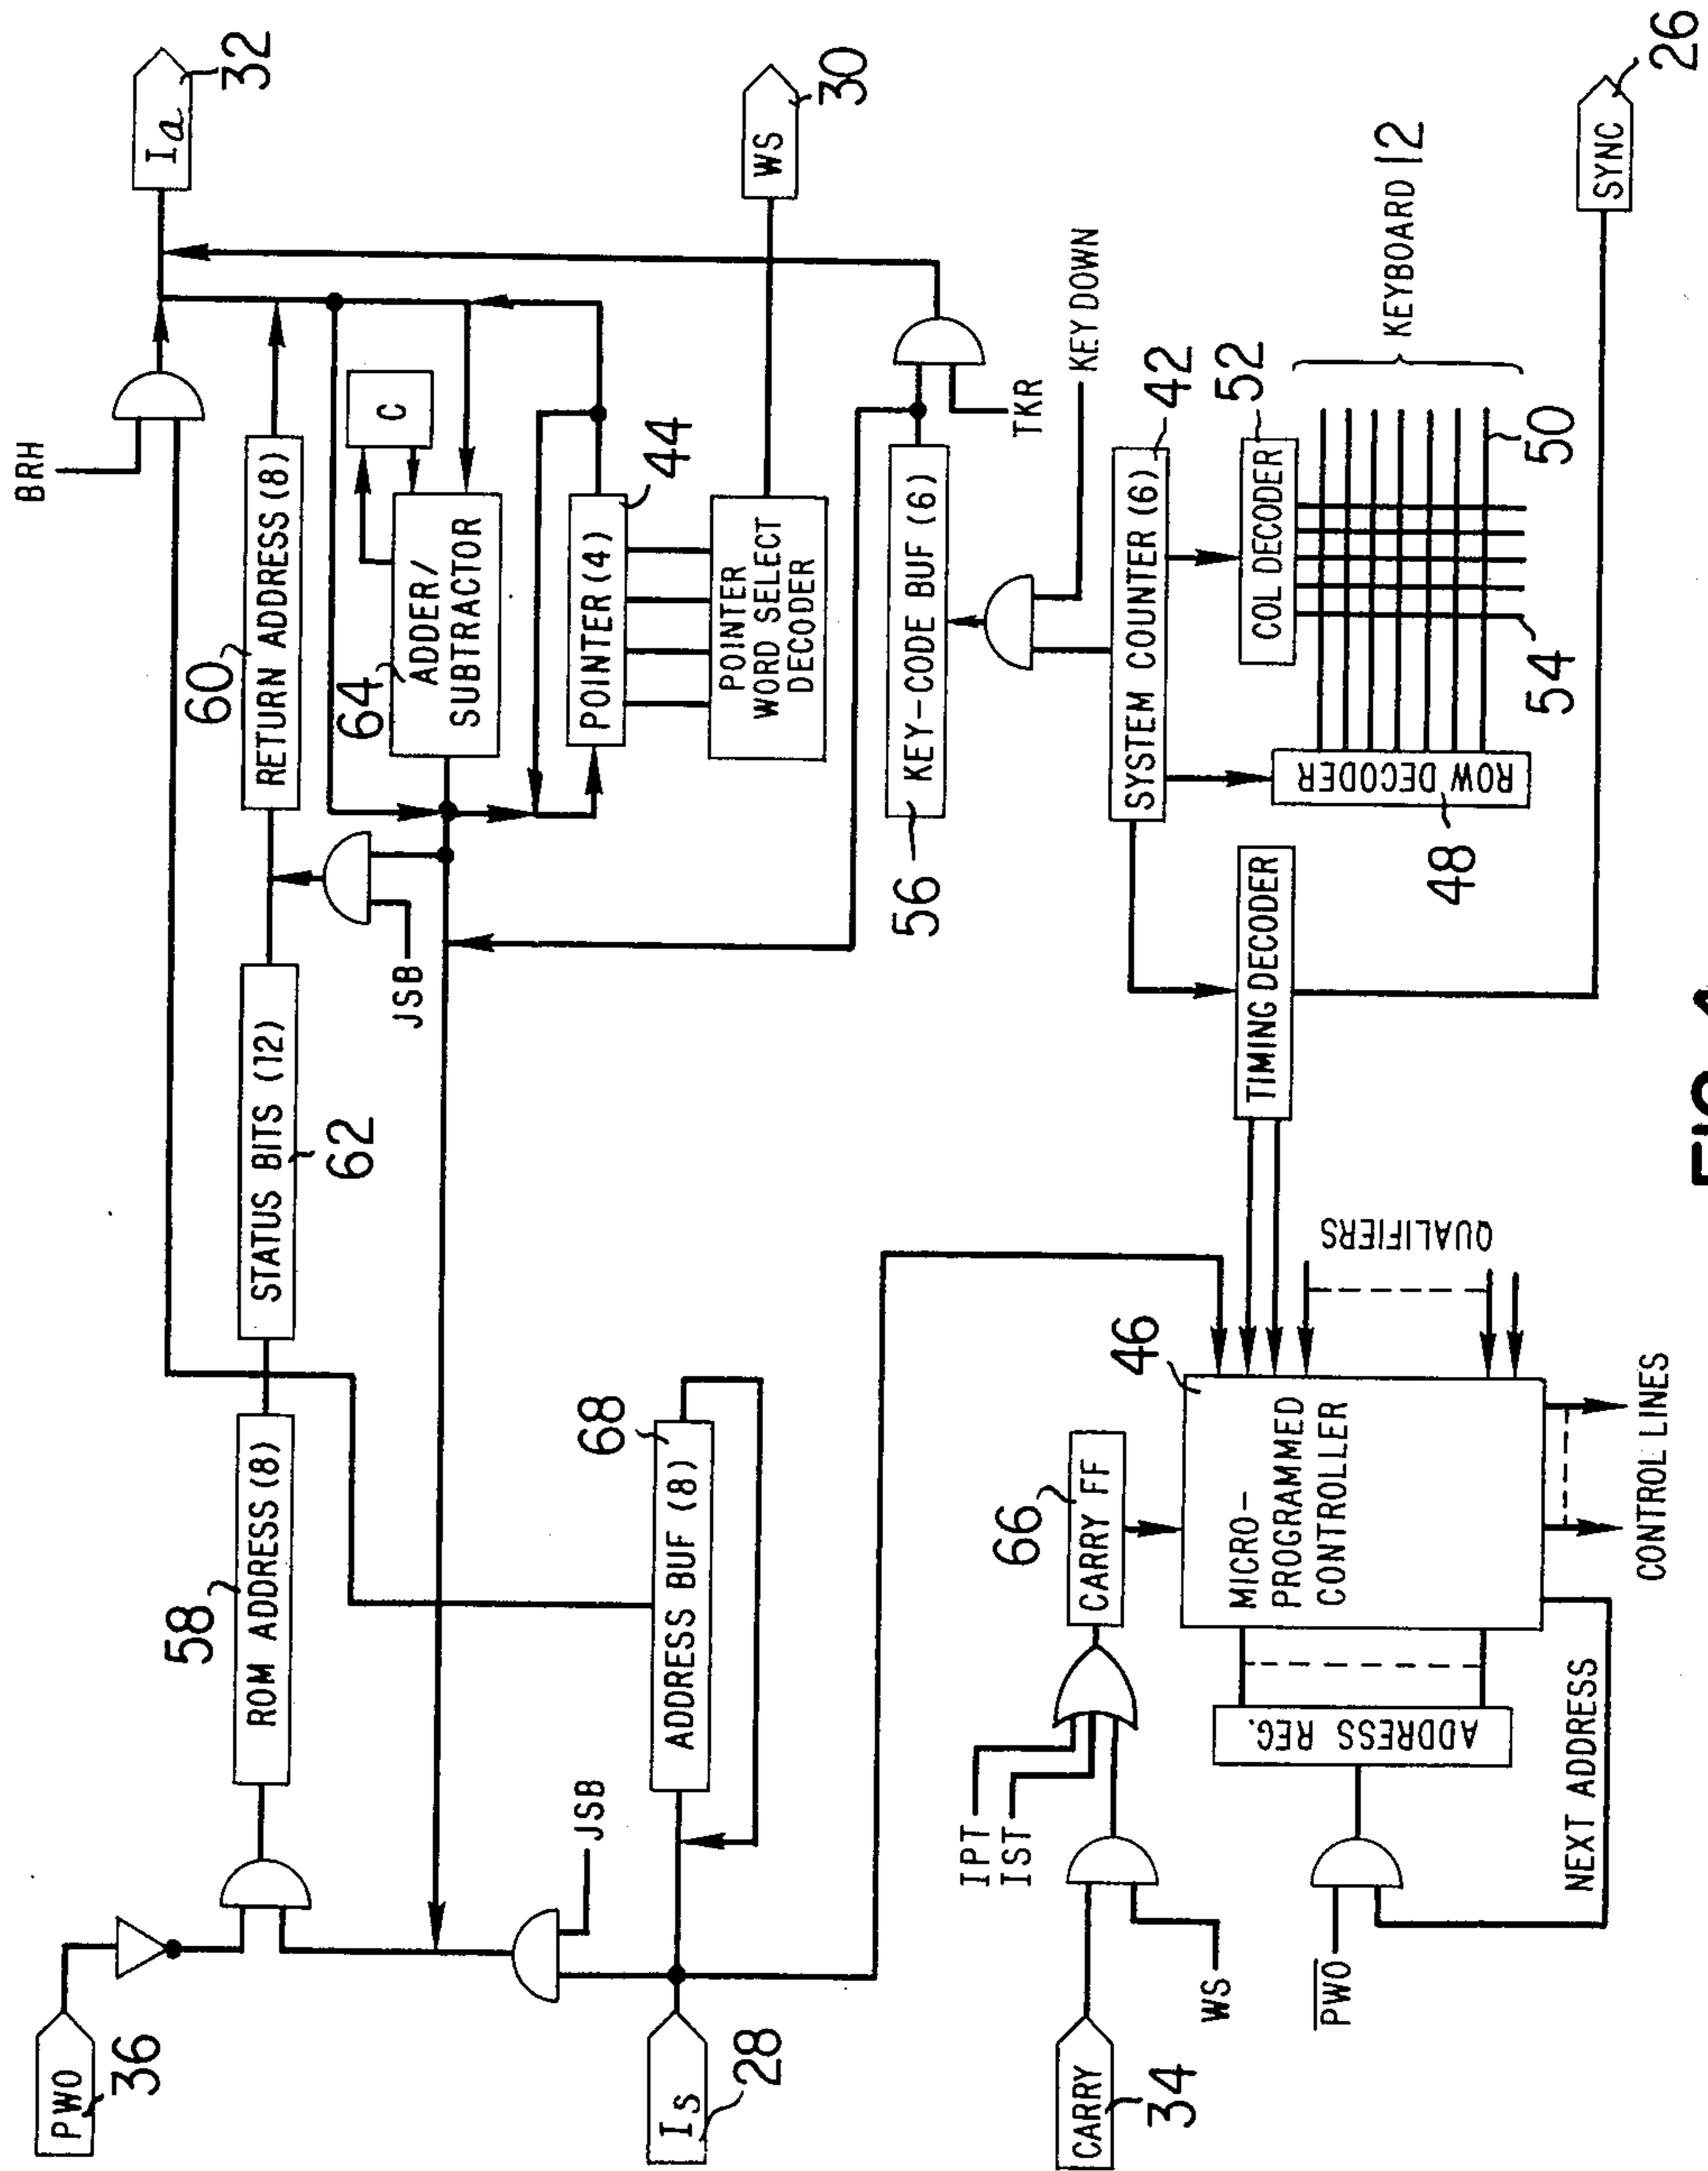 PWO
36
58
ROM ADDRESS (8)
STATUS BITS (12)
62
60
RETURN ADDRESS (8)
BRH
Ia
32
64
ADDER/
SUBTRACTOR
C
JSB
POINTER (4)
44
POINTER
WORD SELECT
DECODER
WS
30
JSB
ADDRESS BUF (8)
68
Is
28
56
KEY-CODE BUF (6)
TKR
KEY DOWN
SYSTEM COUNTER (6)
42
COL DECODER
52
ROW DECODER
48
54
50
KEYBOARD 12
TIMING DECODER
SYNC
26
IPT
IST
CARRY
34
WS
66
CARRY FF
46
MICRO-
PROGRAMMED
CONTROLLER
QUALIFIERS
ADDRESS REG.
P̅W̅O̅
NEXT ADDRESS
CONTROL LINES